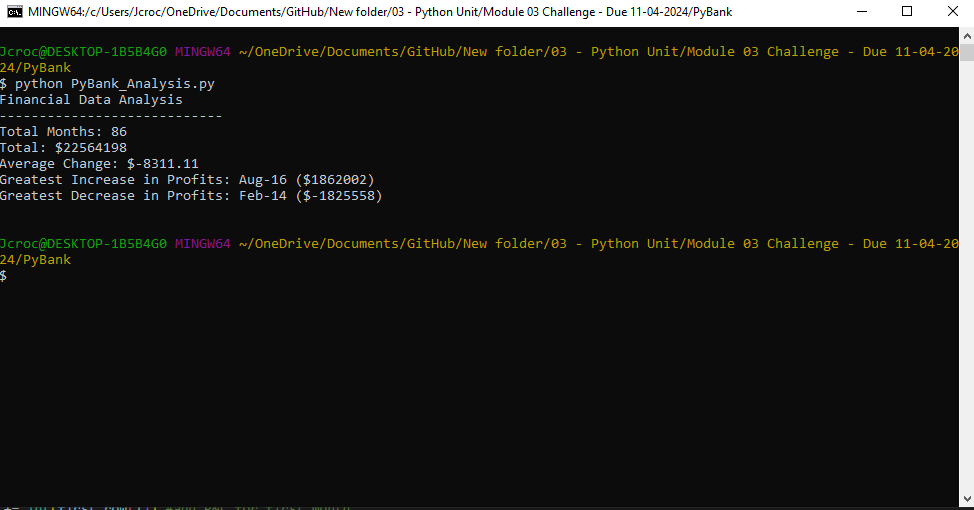 MINGW64:/c/Users/Jcroc/OneDrive/Documents/GitHub/New folder/03 - Python Unit/Module 03 Challenge - Due 11-04-2024/PyBank
Jcroc@DESKTOP-1B5B4G0 MINGW64 ~/OneDrive/Documents/GitHub/New folder/03 - Python Unit/Module 03 Challenge - Due 11-04-20
24/PyBank
$ python PyBank_Analysis.py
Financial Data Analysis
----------------------------
Total Months: 86
Total: $22564198
Average Change: $-8311.11
Greatest Increase in Profits: Aug-16 ($1862002)
Greatest Decrease in Profits: Feb-14 ($-1825558)
Jcroc@DESKTOP-1B5B4G0 MINGW64 ~/OneDrive/Documents/GitHub/New folder/03 - Python Unit/Module 03 Challenge - Due 11-04-20
24/PyBank
$